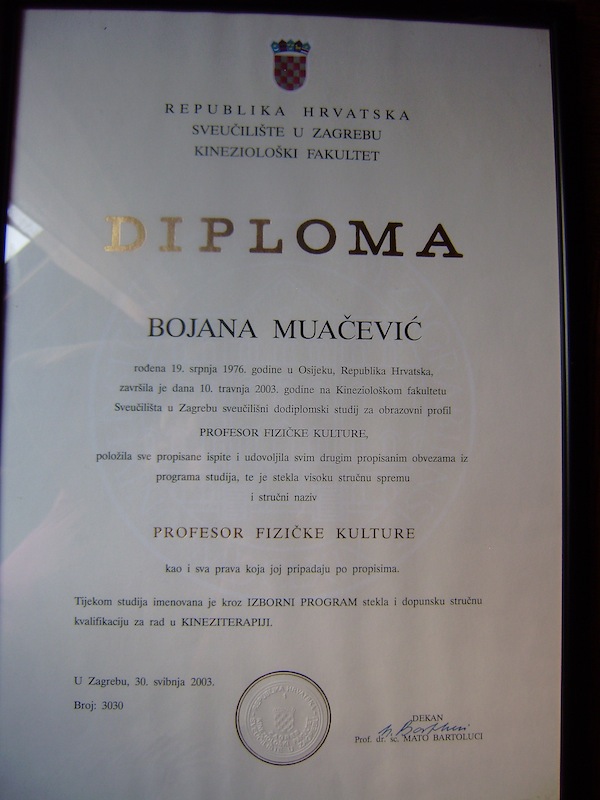 REPUBLIKA HRVATSKA
SVEUČILIŠTE U ZAGREBU
KINEZIOLOŠKI FAKULTET
DIPLOMA
BOJANA MUAČEVIĆ
rođena 19. srpnja 1976. godine u Osijeku, Republika Hrvatska,
završila je dana 10. travnja 2003. godine na Kineziološkom fakultetu
Sveučilišta u Zagrebu sveučilišni dodiplomski studij za obrazovni profil
PROFESOR FIZIČKE KULTURE,
položila sve propisane ispite i udovoljila svim drugim propisanim obvezama iz
programa studija, te je stekla visoku stručnu spremu
i stručni naziv
PROFESOR FIZIČKE KULTURE
kao i sva prava koja joj pripadaju po propisima.
Tijekom studija imenovana je kroz IZBORNI PROGRAM stekla i dopunsku stručnu
kvalifikaciju za rad u KINEZITERAPIJI.
U Zagrebu, 30. svibnja 2003.
Broj: 3030
DEKAN
Prof. dr. sc. MATO BARTOLUCI